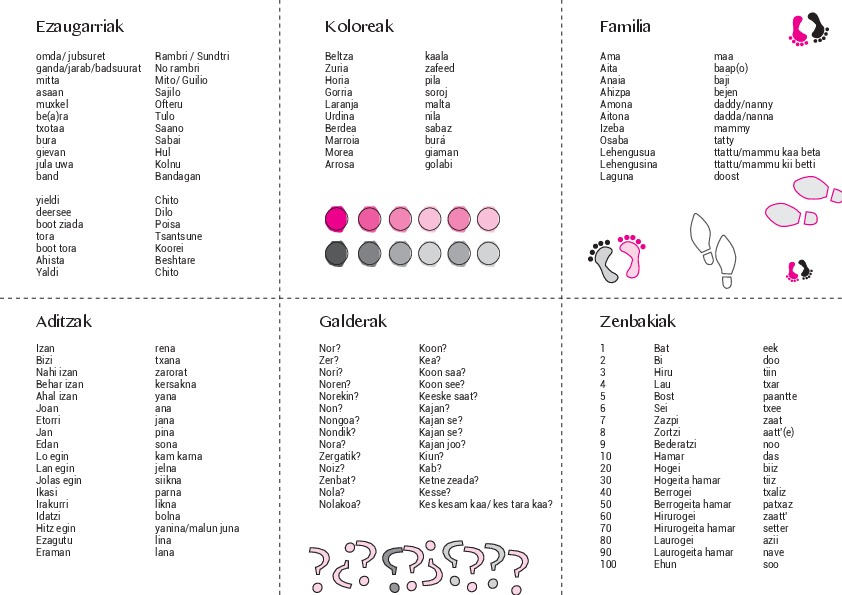 Ezaugarriak
omda/ jubsuret Rambri / Sundtri
ganda/jarab/badsuurat No rambri
mitta Mito/ Guilio
asaan Sajilo
muxkel Ofteru
be(a)ra Tulo
txotaa Saano
bura Sabai
gievan Hul
jula uwa Kolnu
band Bandagan
yieldi Chito
deersee Dilo
boot ziada Poisa
tora Tsantsune
boot tora Koorei
Ahista Beshtare
Yaldi Chito
Koloreak
Beltza kaala
Zuria zafeed
Horia pila
Gorria soroj
Laranja malta
Urdina nila
Berdea sabaz
Marroia burá
Morea giaman
Arrosa golabi
Familia
Ama maa
Aita baap(o)
Anaia baji
Ahizpa bejen
Amona daddy/nanny
Aitona dadda/nanna
Izeba mammy
Osaba tatty
Lehengusua ttattu/mammu kaa beta
Lehengusina ttattu/mammu kii betti
Laguna doost
Aditzak
Izan rena
Bizi txana
Nahi izan zarorat
Behar izan kersakna
Ahal izan yana
Joan ana
Etorri jana
Jan pina
Edan sona
Lo egin kam karna
Lan egin jelna
Jolas egin siikna
Ikasi parna
Irakurri likna
Idatzi bolna
Hitz egin yanina/malun juna
Ezagutu lina
Eraman lana
Galderak
Nor? Koon?
Zer? Kea?
Nori? Koon saa?
Noren? Koon see?
Norekin? Keeske saat?
Non? Kajan?
Nongoa? Kajan se?
Nondik? Kajan se?
Nora? Kajan joo?
Zergatik? Kiun?
Noiz? Kab?
Zenbat? Ketne zeada?
Nola? Kesse?
Nolakoa? Kes kesam kaa/ kes tara kaa?
Zenbakiak
1 Bat eek
2 Bi doo
3 Hiru tiin
4 Lau txar
5 Bost paantte
6 Sei txee
7 Zazpi zaat
8 Zortzi aatt'(e)
9 Bederatzi noo
10 Hamar das
20 Hogei biiz
30 Hogeita hamar tiiz
40 Berrogei txaliz
50 Berrogeita hamar patxaz
60 Hirurogei zaatt'
70 Hirurogeita hamar setter
80 Laurogei azii
90 Laurogeita hamar nave
100 Ehun soo